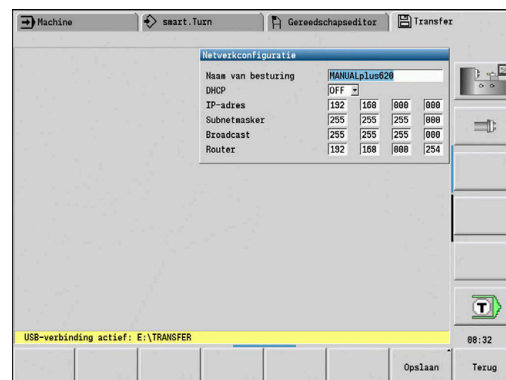 Machine smart.Turn Gereedschapseditor Transfer
Netwerkconfiguratie
Naam van besturing MANUALplus620
DHCP OFF
IP-adres 192 168 000 000
Subnetmasker 255 255 255 000
Broadcast 255 255 255 000
Router 192 168 000 254
T
USB-verbinding actief: E:\TRANSFER
08:32
Opslaan Terug